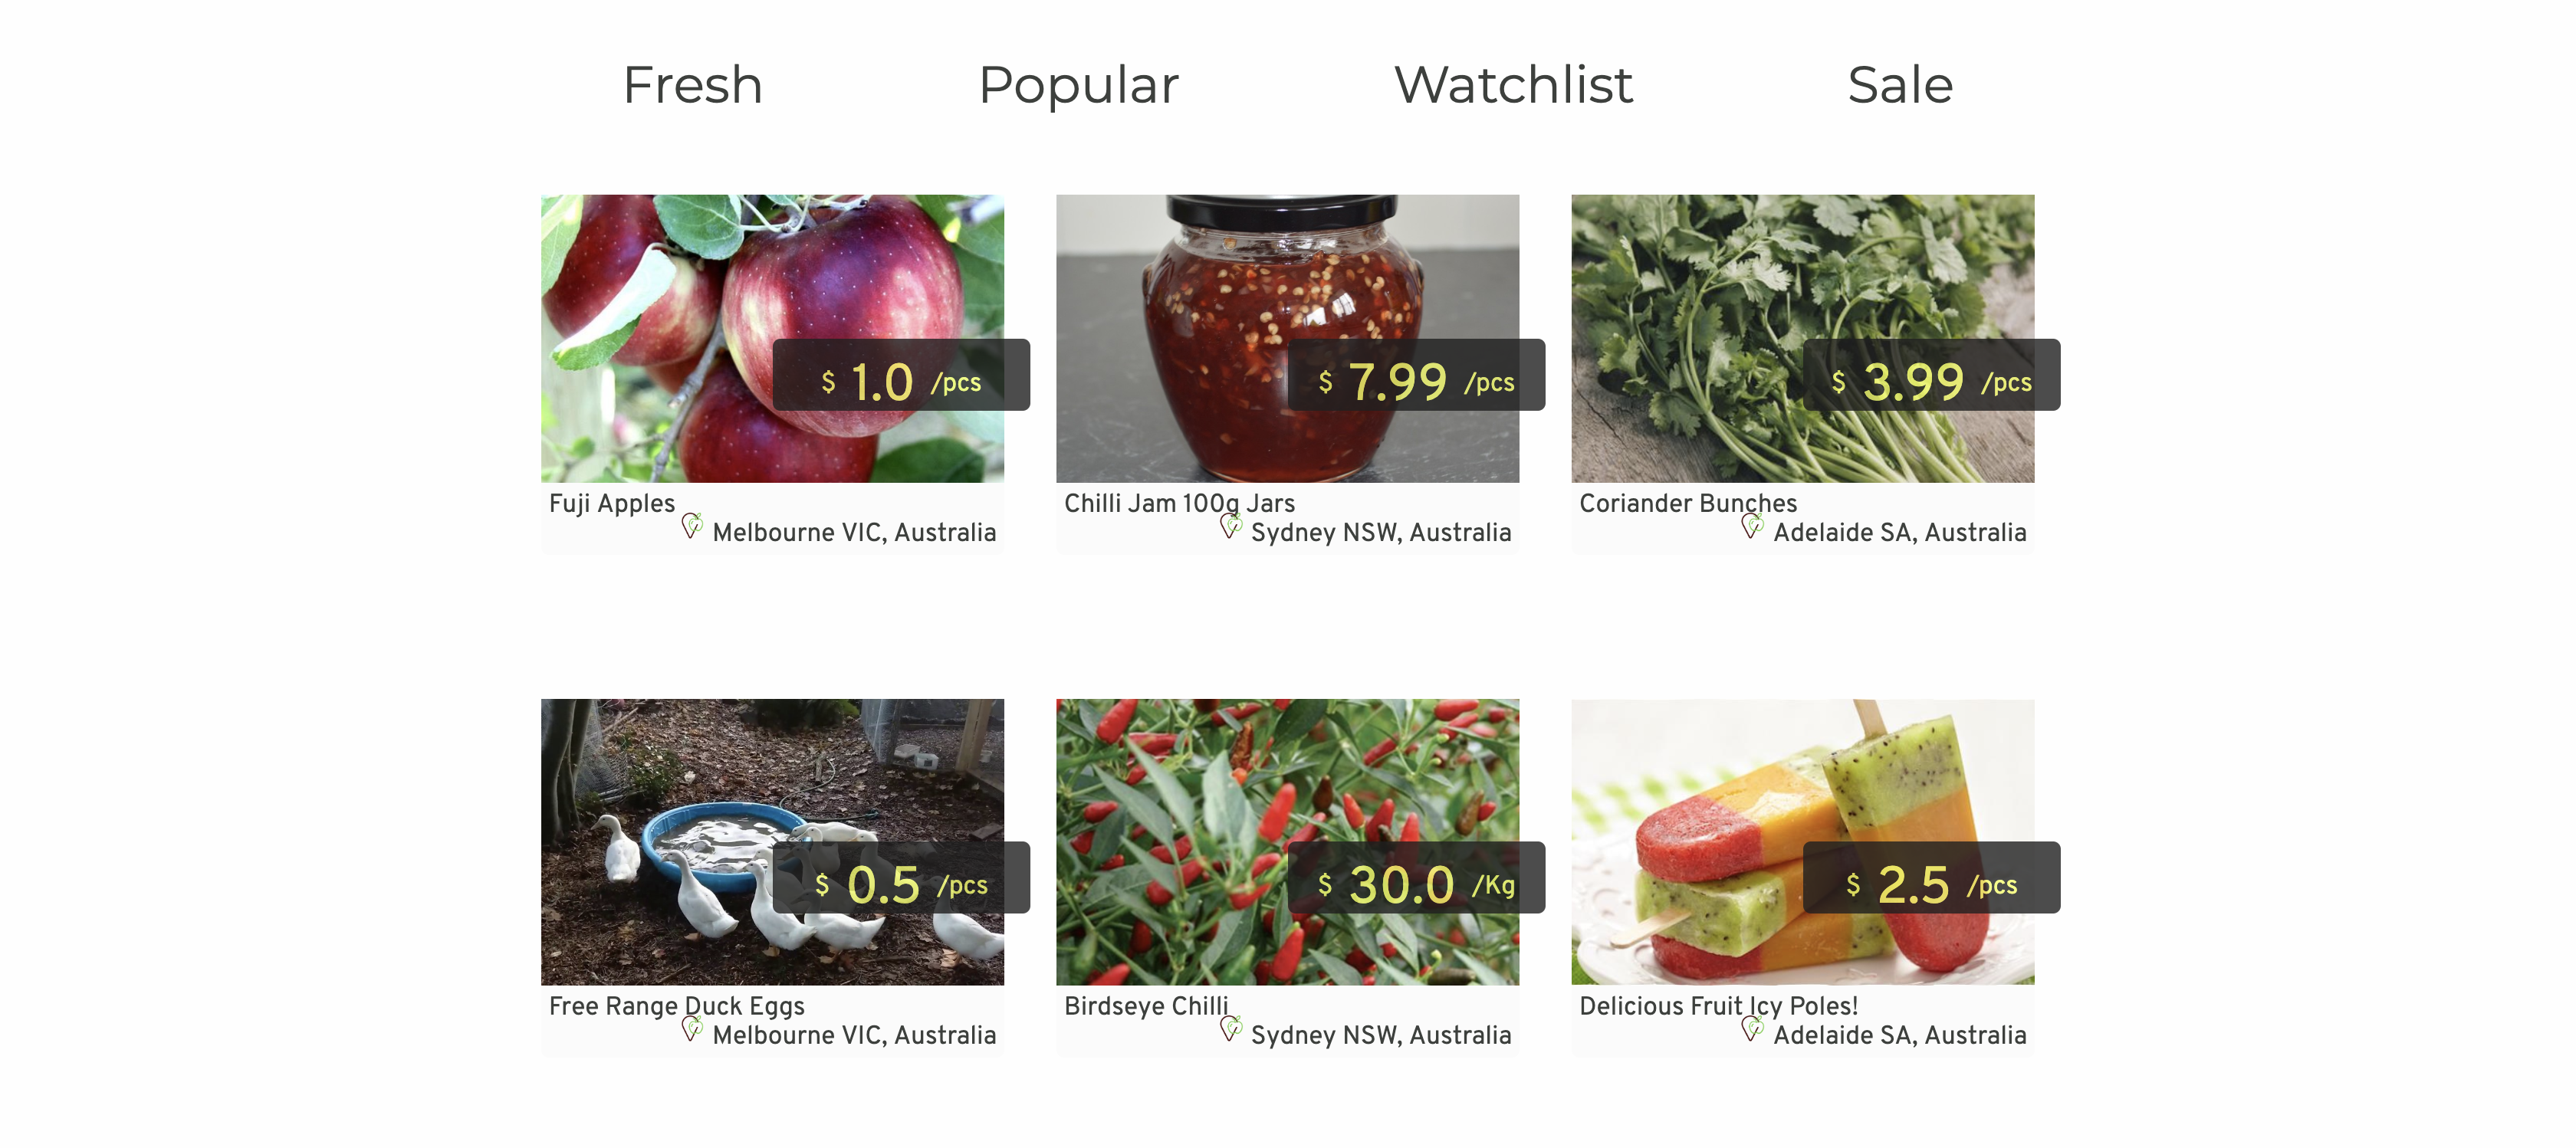 Fresh
Popular
Watchlist
Sale
$ 1.0 /pcs
Fuji Apples
Melbourne VIC, Australia
$ 7.99 /pcs
Chilli Jam 100g Jars
Sydney NSW, Australia
$ 3.99 /pcs
Coriander Bunches
Adelaide SA, Australia
$ 0.5 /pcs
Free Range Duck Eggs
Melbourne VIC, Australia
$ 30.0 /Kg
Birdseye Chilli
Sydney NSW, Australia
$ 2.5 /pcs
Delicious Fruit Icy Poles!
Adelaide SA, Australia